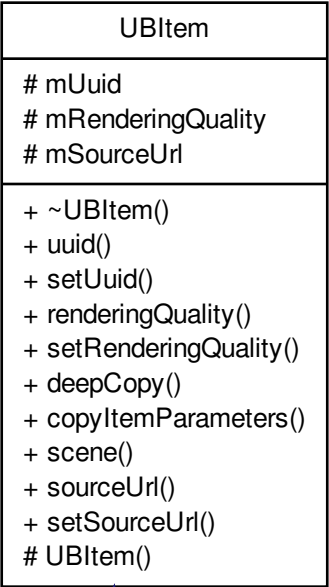 UBItem
# mUuid
# mRenderingQuality
# mSourceUrl
+ ~UBItem()
+ uuid()
+ setUuid()
+ renderingQuality()
+ setRenderingQuality()
+ deepCopy()
+ copyItemParameters()
+ scene()
+ sourceUrl()
+ setSourceUrl()
# UBItem()